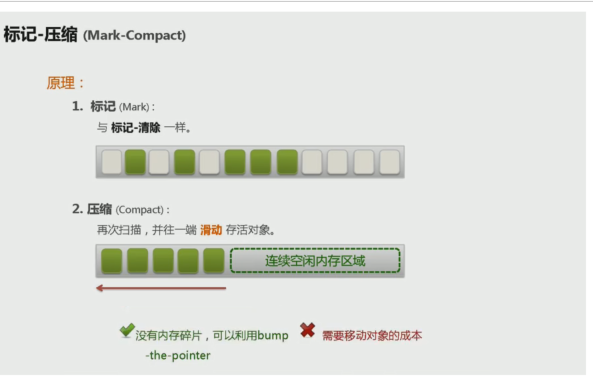 标记-压缩 (Mark-Compact)
原理：
1. 标记 (Mark) :
与 标记-清除 一样。
2. 压缩 (Compact) :
再次扫描，并往一端 滑动 存活对象。
连续空闲内存区域
没有内存碎片，可以利用bump
-the-pointer
需要移动对象的成本